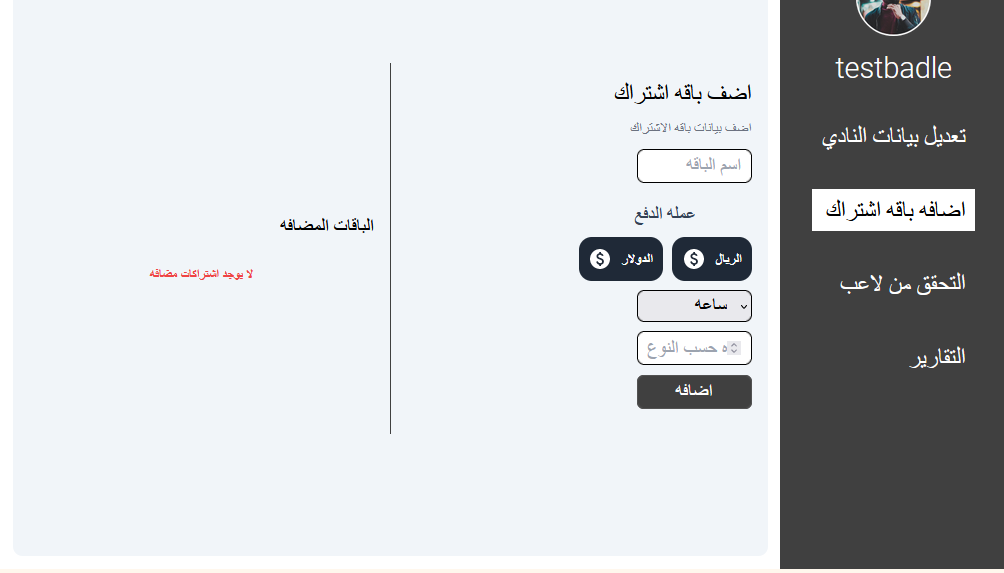 testbadle
تعديل بيانات النادي
اضافه باقه اشتراك
التحقق من لاعب
التقارير
اضف باقه اشتراك
اضف بيانات باقه الاشتراك
اسم الباقه
عمله الدفع
الريال $
الدولار $
ساعه
ه حسب النوع
اضافه
الباقات المضافه
لا يوجد اشتراكات مضافه